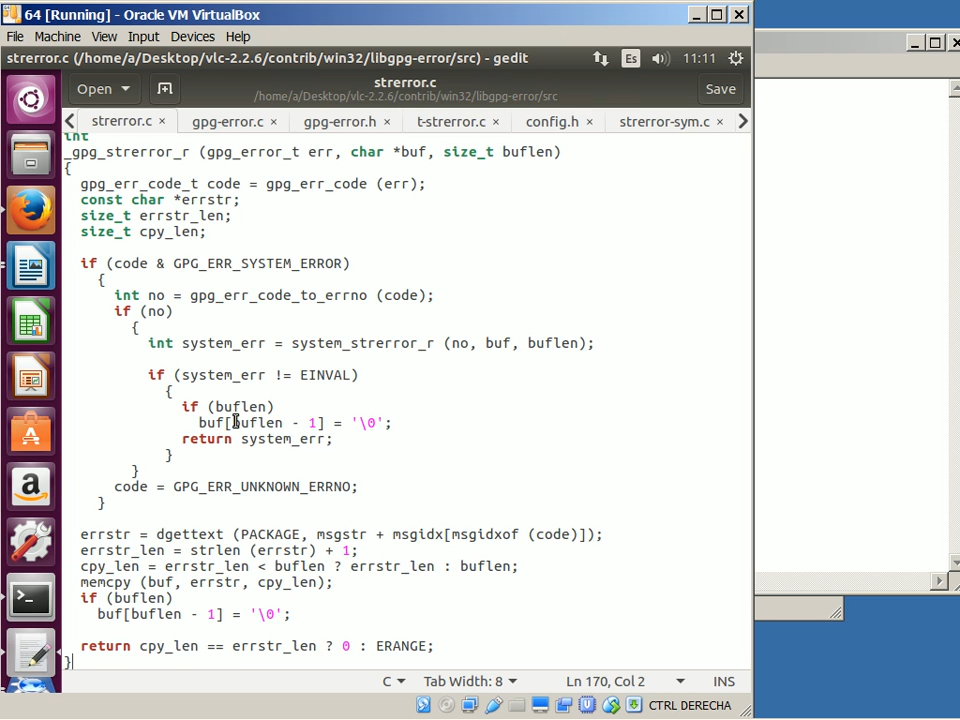 64 [Running] - Oracle VM VirtualBox
File Machine View Input Devices Help
strerror.c (/home/a/Desktop/vlc-2.2.6/contrib/win32/libgpg-error/src) - gedit Es 11:11
Open strerror.c Save
/home/a/Desktop/vlc-2.2.6/contrib/win32/libgpg-error/src
strerror.c × gpg-error.c × gpg-error.h × t-strerror.c × config.h × strerror-sym.c ×
int
_gpg_strerror_r (gpg_error_t err, char *buf, size_t buflen)
{
gpg_err_code_t code = gpg_err_code (err);
const char *errstr;
size_t errstr_len;
size_t cpy_len;
if (code & GPG_ERR_SYSTEM_ERROR)
{
int no = gpg_err_code_to_errno (code);
if (no)
{
int system_err = system_strerror_r (no, buf, buflen);
if (system_err != EINVAL)
{
if (buflen)
buf[buflen - 1] = '\0';
return system_err;
}
}
code = GPG_ERR_UNKNOWN_ERRNO;
}
errstr = dgettext (PACKAGE, msgstr + msgidx[msgidxof (code)]);
errstr_len = strlen (errstr) + 1;
cpy_len = errstr_len < buflen ? errstr_len : buflen;
memcpy (buf, errstr, cpy_len);
if (buflen)
buf[buflen - 1] = '\0';
return cpy_len == errstr_len ? 0 : ERANGE;
}
C Tab Width: 8 Ln 170, Col 2 INS
CTRL DERECHA